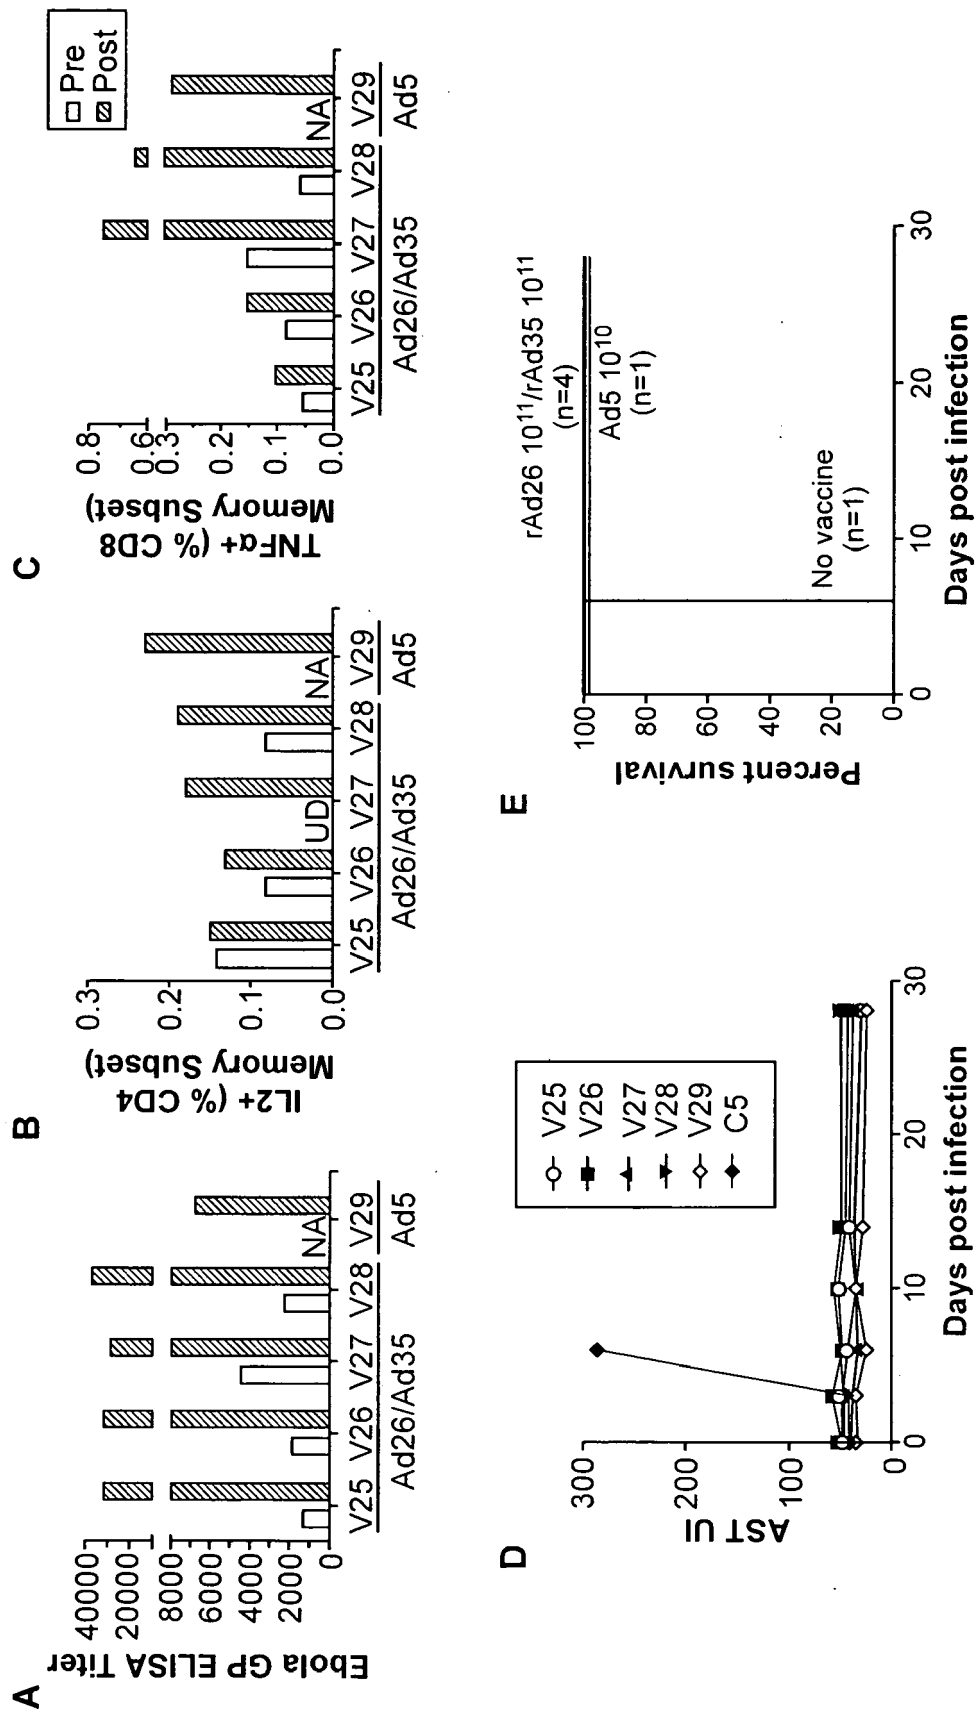 A
Ebola GP ELISA Titer
40000
20000
8000
6000
4000
2000
0
NA
V25 V26 V27 V28 V29
Ad26/Ad35 Ad5
B
IL2+ (% CD4
Memory Subset)
0.3
0.2
0.1
0.0
UD
NA
V25 V26 V27 V28 V29
Ad26/Ad35 Ad5
C
TNFα+ (% CD8
Memory Subset)
0.8
0.6
0.3
0.2
0.1
0.0
NA
V25 V26 V27 V28 V29
Ad26/Ad35 Ad5
Pre
Post
D
AST UI
300
200
100
0
0 10 20 30
Days post infection
V25
V26
V27
V28
V29
C5
E
Percent survival
100
80
60
40
20
0
rAd26 10¹¹/rAd35 10¹¹
(n=4)
Ad5 10¹⁰
(n=1)
No vaccine
(n=1)
0 10 20 30
Days post infection